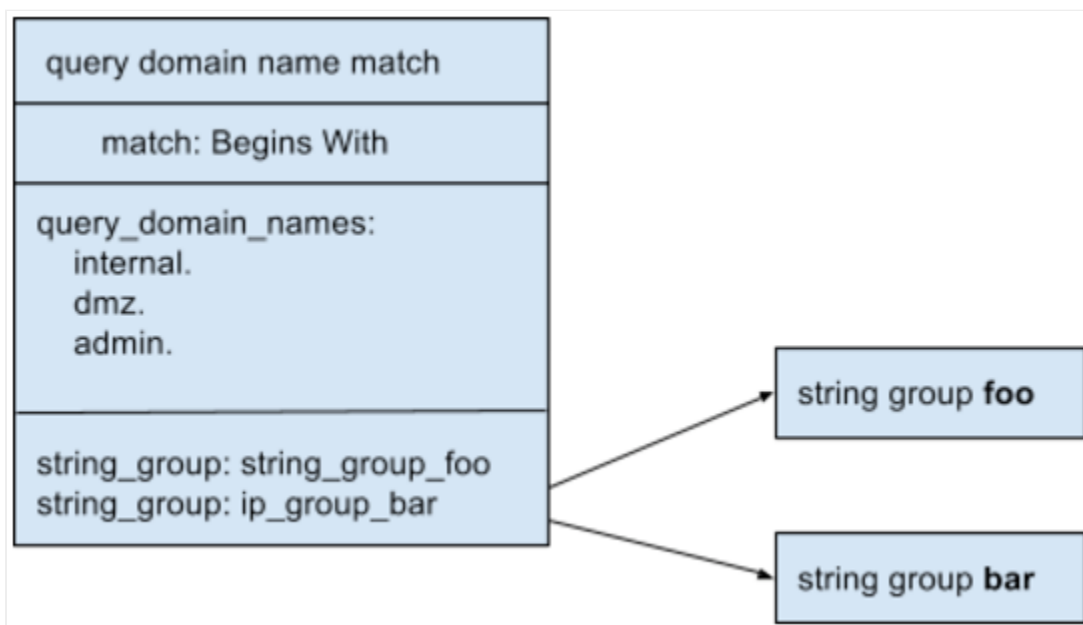 query domain name match
match: Begins With
query_domain_names:
internal.
dmz.
admin.
string_group: string_group_foo
string_group: ip_group_bar
string group foo
string group bar